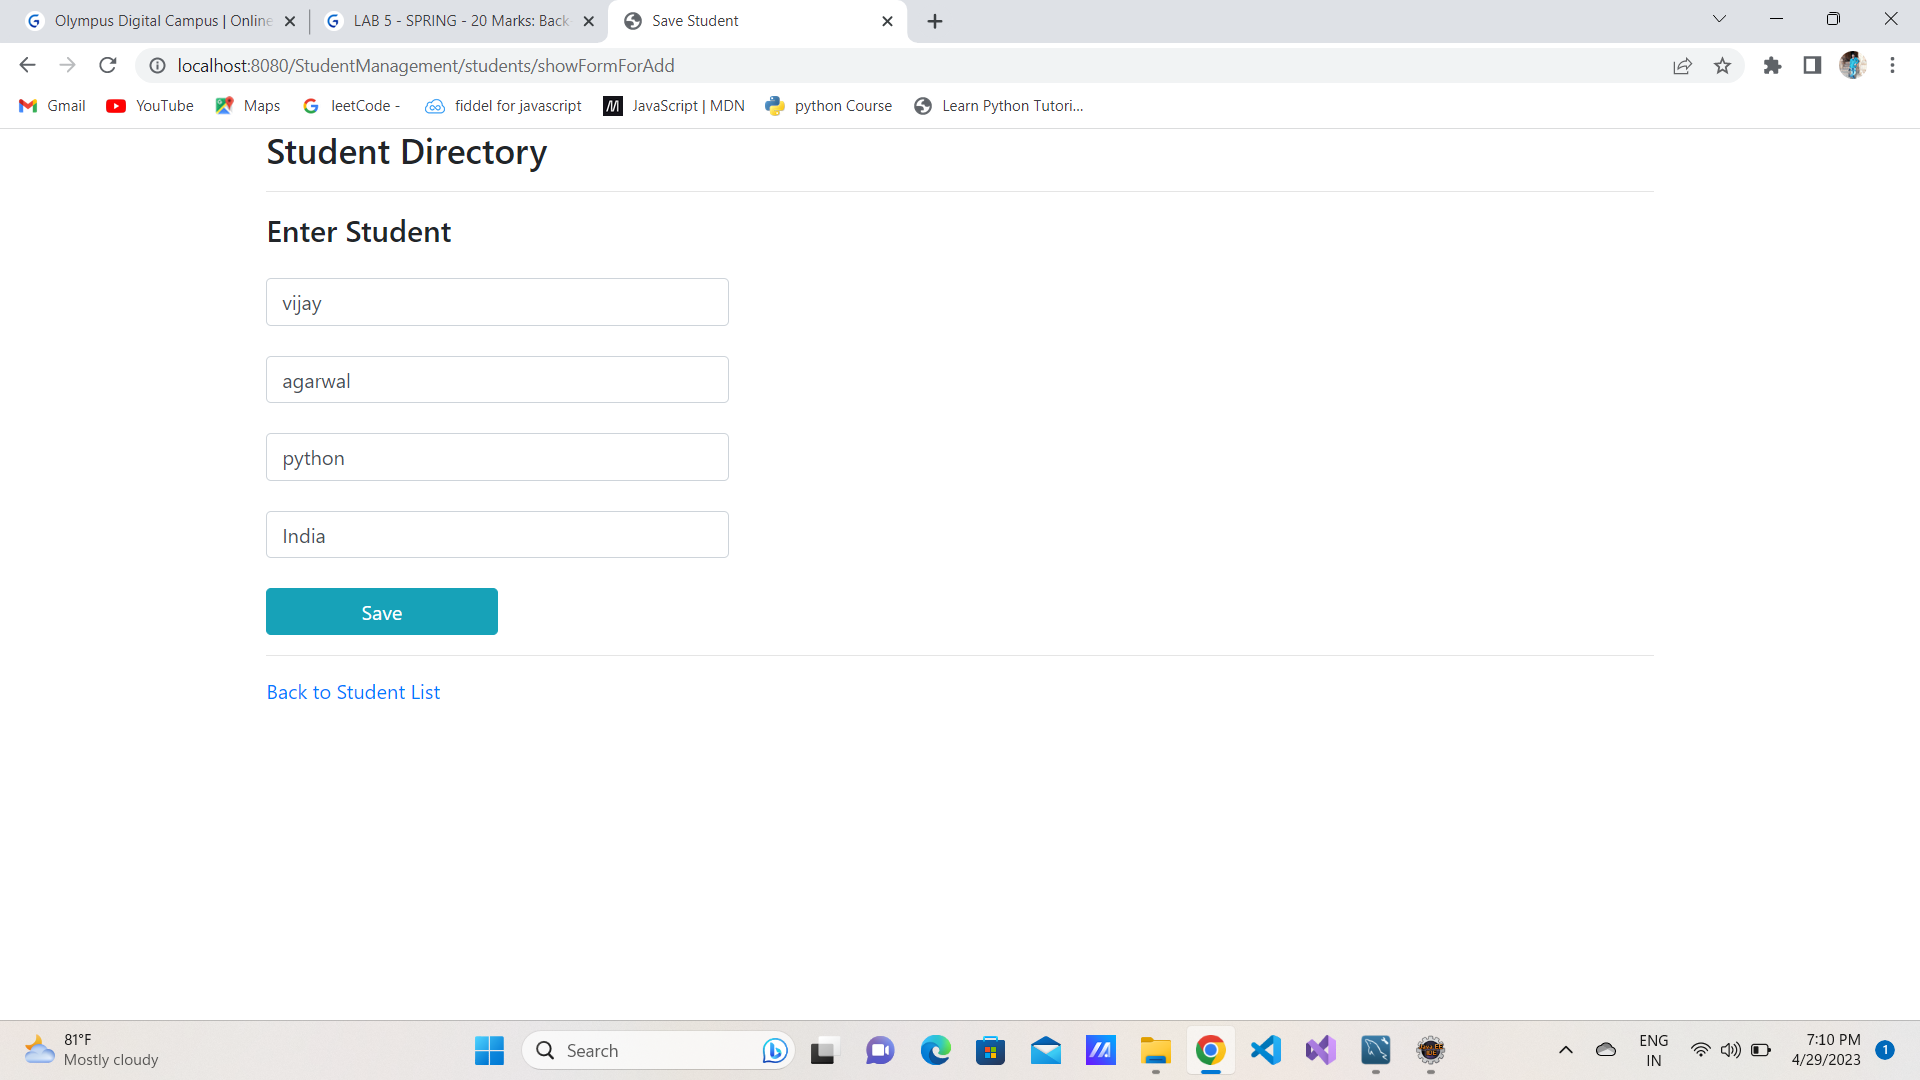 Olympus Digital Campus | Online
LAB 5 - SPRING - 20 Marks: Back
Save Student
localhost:8080/StudentManagement/students/showFormForAdd
Gmail
YouTube
Maps
leetCode -
fiddel for javascript
JavaScript | MDN
python Course
Learn Python Tutori...
Student Directory
Enter Student
vijay
agarwal
python
India
Save
Back to Student List
81°F
Mostly cloudy
Search
ENG
IN
7:10 PM
4/29/2023
1